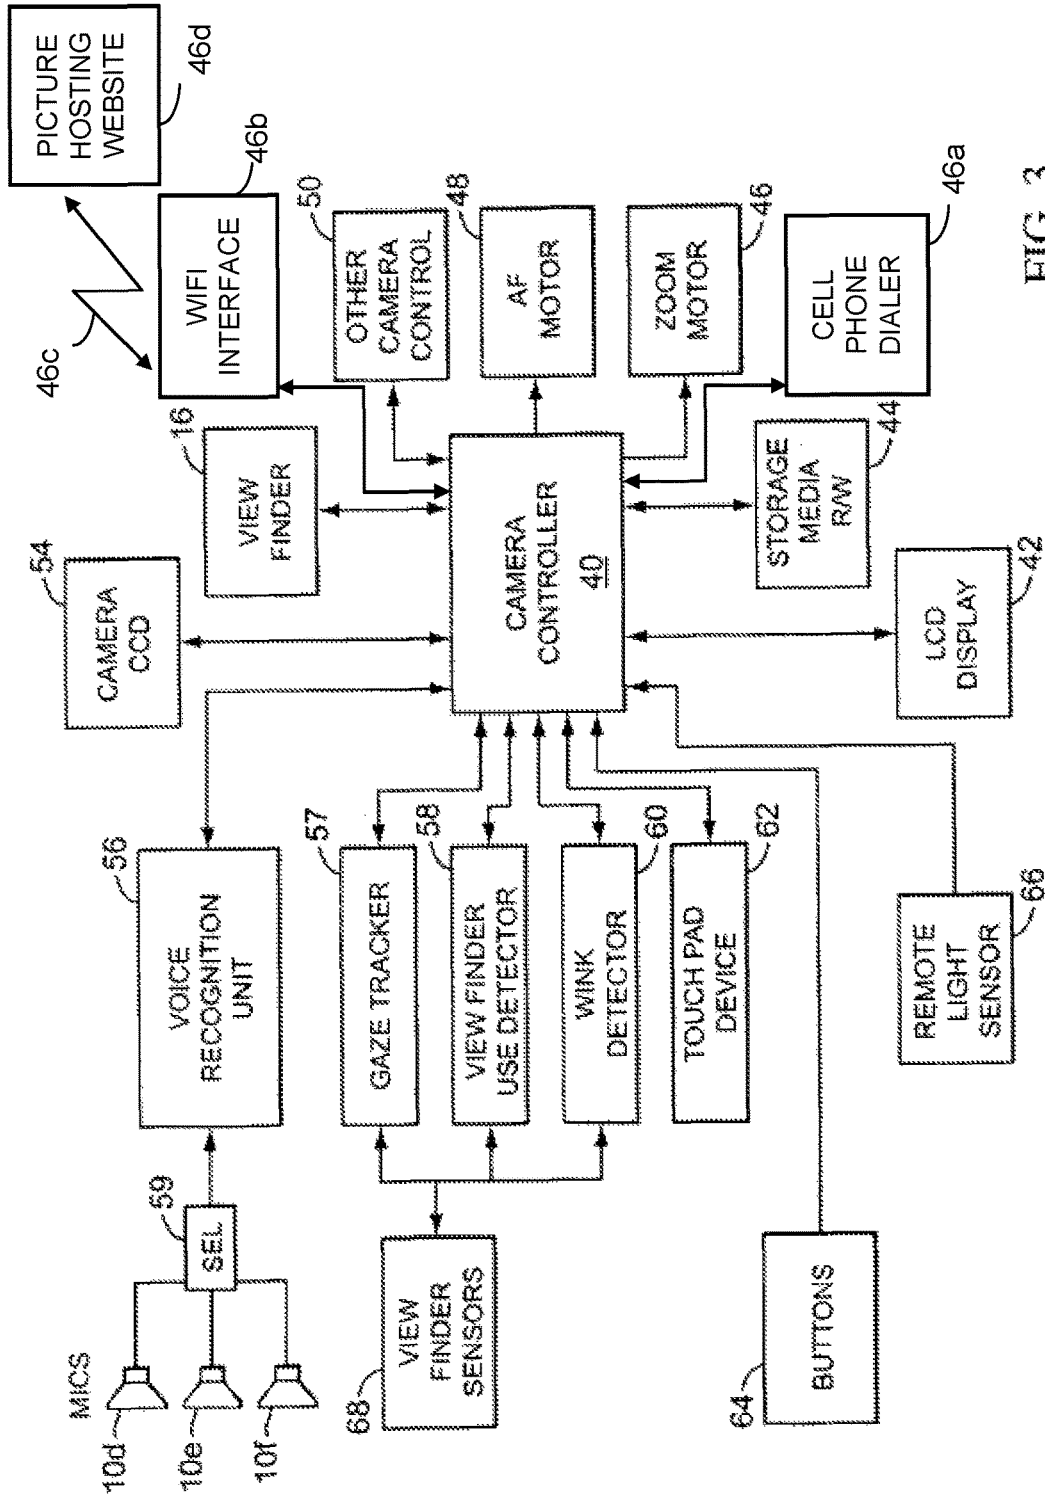 MICS
10d
10e
10f
59
SEL
56
VOICE
RECOGNITION
UNIT
54
CAMERA
CCD
16
VIEW
FINDER
46c
PICTURE
HOSTING
WEBSITE
46d
WIFI
INTERFACE
46b
50
OTHER
CAMERA
CONTROL
68
VIEW
FINDER
SENSORS
57
GAZE TRACKER
58
VIEW FINDER
USE DETECTOR
60
WINK
DETECTOR
62
TOUCH PAD
DEVICE
CAMERA
CONTROLLER
40
48
AF
MOTOR
46
ZOOM
MOTOR
64
BUTTONS
66
REMOTE
LIGHT
SENSOR
42
LCD
DISPLAY
44
STORAGE
MEDIA
R/W
46a
CELL
PHONE
DIALER
FIG. 3